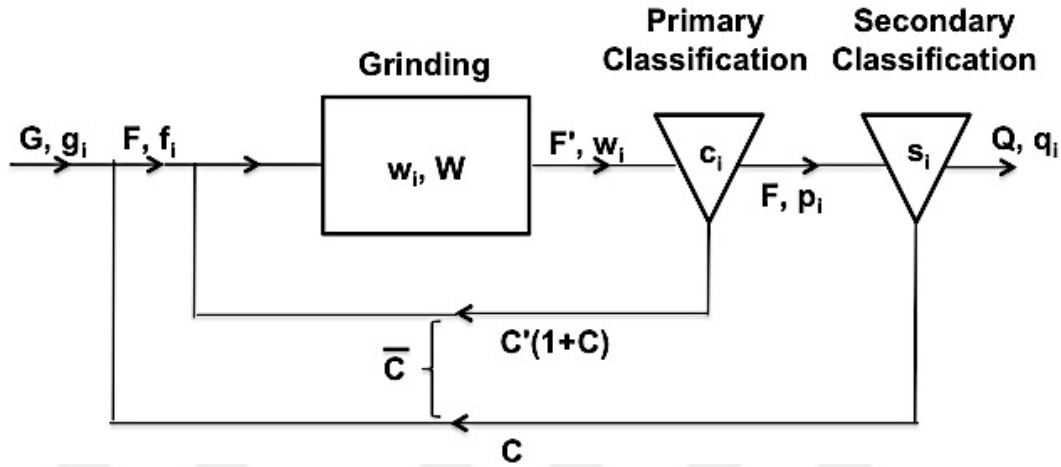 Primary
Classification
Secondary
Classification
Grinding
G, gᵢ
F, fᵢ
wᵢ, W
F', wᵢ
cᵢ
F, pᵢ
sᵢ
Q, qᵢ
C'(1+C)
C̅
C